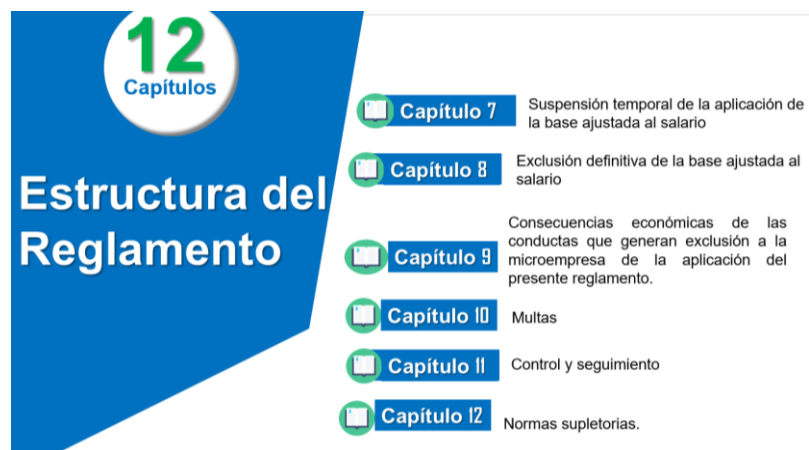 12
Capítulos
Estructura del
Reglamento
Capítulo 7
Suspensión temporal de la aplicación de
la base ajustada al salario
Capítulo 8
Exclusión definitiva de la base ajustada al
salario
Capítulo 9
Consecuencias económicas de las
conductas que generan exclusión a la
microempresa de la aplicación del
presente reglamento.
Capítulo 10
Multas
Capítulo 11
Control y seguimiento
Capítulo 12
Normas supletorias.